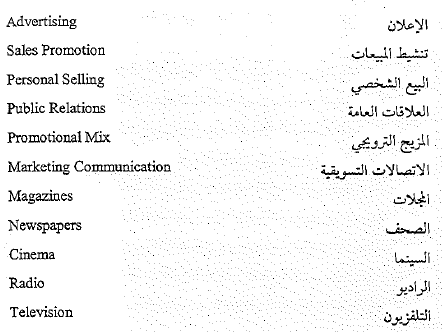 Advertising الإعلان
Sales Promotion تنشيط المبيعات
Personal Selling البيع الشخصي
Public Relations العلاقات العامة
Promotional Mix المزيج الترويجي
Marketing Communication الاتصالات التسويقية
Magazines المجلات
Newspapers الصحف
Cinema السينما
Radio الراديو
Television التلفزيون